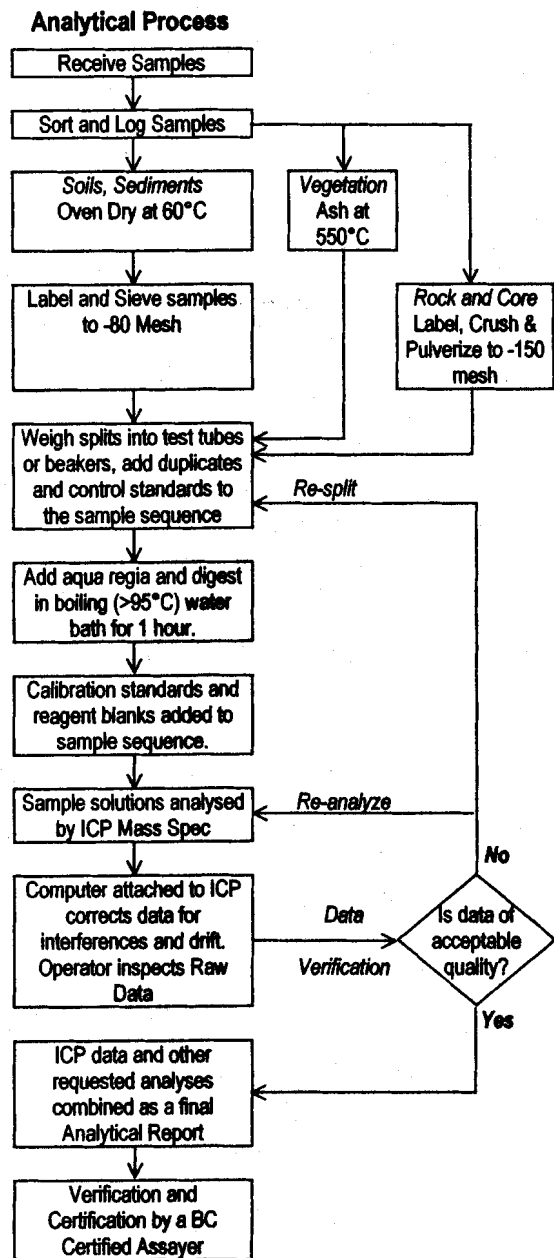 Analytical Process
Receive Samples
Sort and Log Samples
Soils, Sediments
Oven Dry at 60°C
Vegetation
Ash at
550°C
Label and Sieve samples
to -80 Mesh
Rock and Core
Label, Crush &
Pulverize to -150
mesh
Weigh splits into test tubes
or beakers, add duplicates
and control standards to
the sample sequence
Re-split
Add aqua regia and digest
in boiling (>95°C) water
bath for 1 hour.
Calibration standards and
reagent blanks added to
sample sequence.
Sample solutions analysed
by ICP Mass Spec
Re-analyze
No
Computer attached to ICP
corrects data for
interferences and drift.
Operator inspects Raw
Data
Data
Verification
Is data of
acceptable
quality?
Yes
ICP data and other
requested analyses
combined as a final
Analytical Report
Verification and
Certification by a BC
Certified Assayer